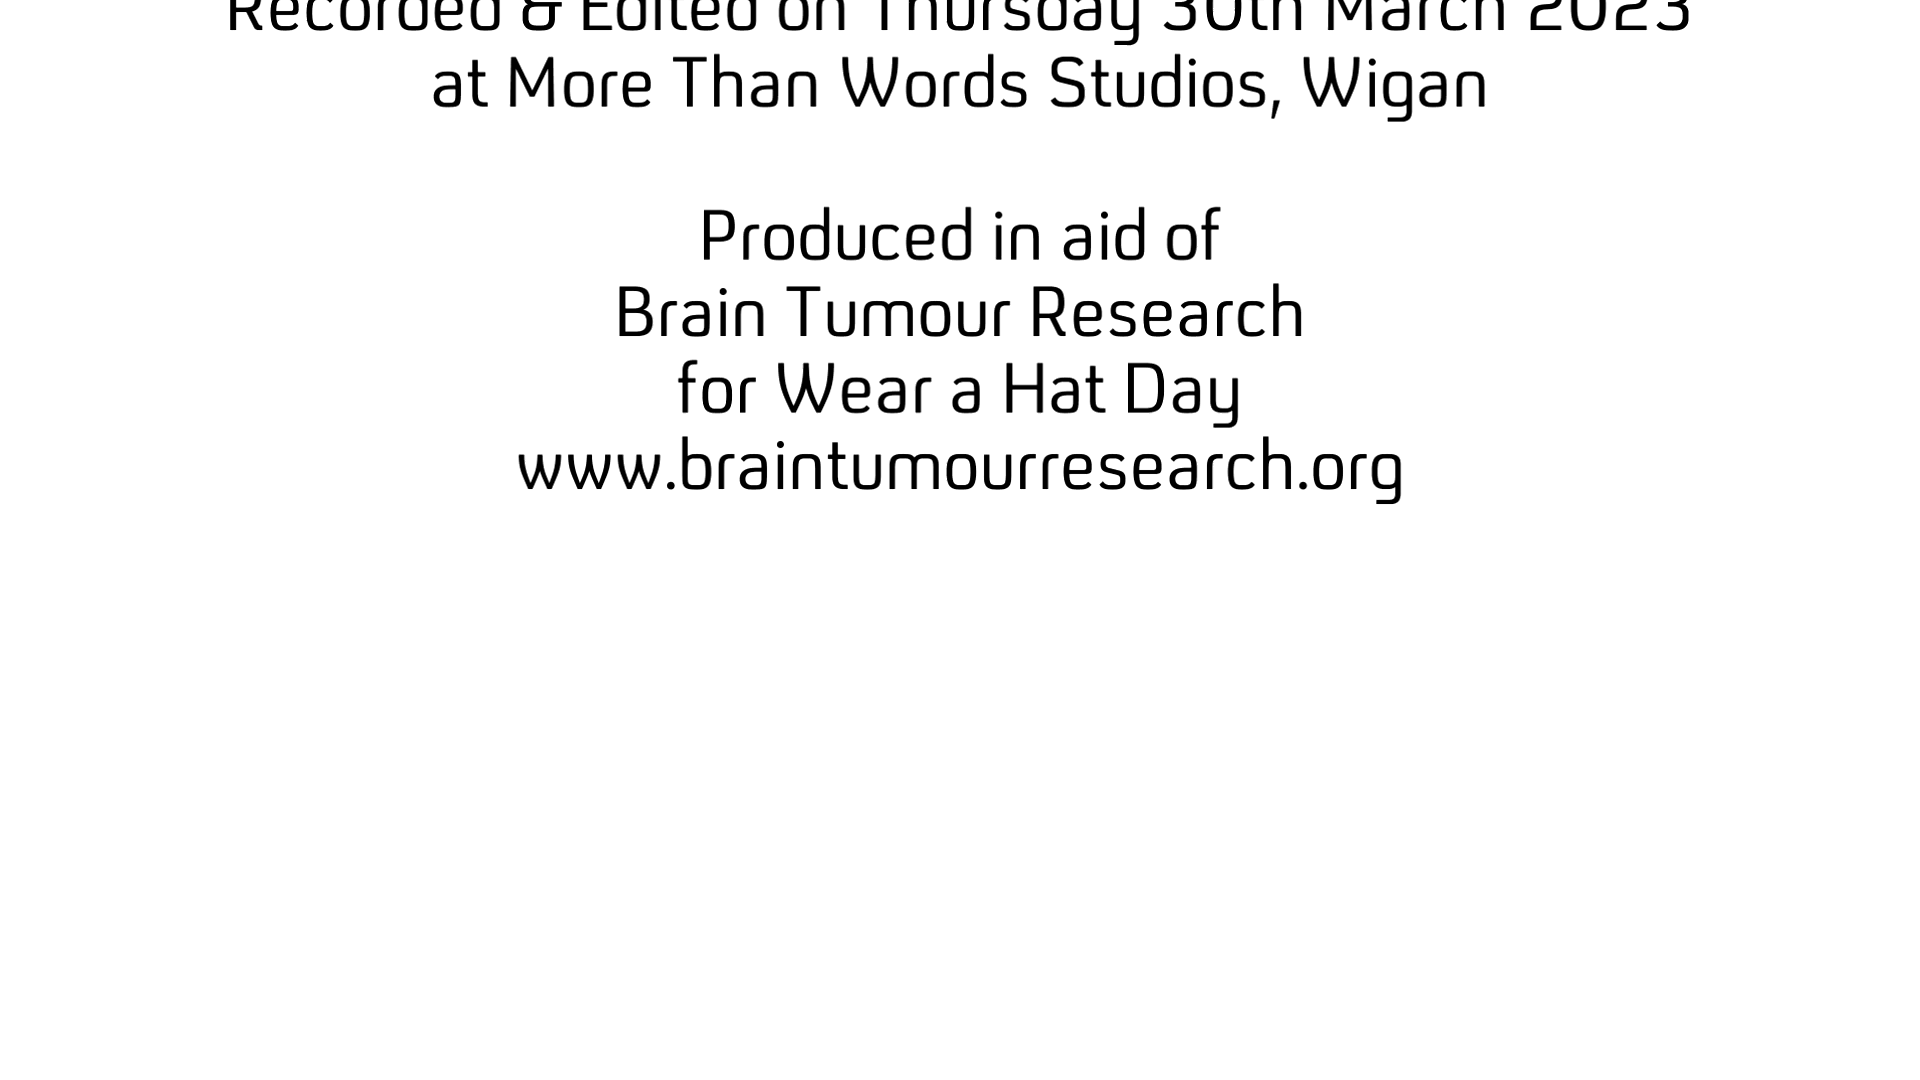 Recorded & Edited on Thursday 30th March 2023
at More Than Words Studios, Wigan
Produced in aid of
Brain Tumour Research
for Wear a Hat Day
www.braintumourresearch.org